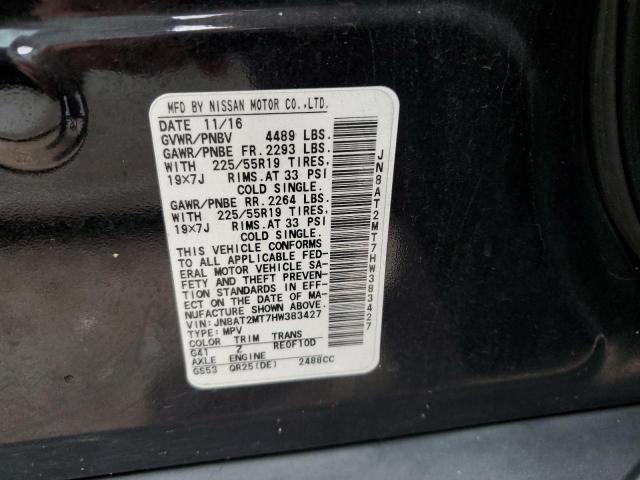 MFD BY NISSAN MOTOR CO.,LTD.
DATE 11/16
GVWR/PNBV 4489 LBS.
GAWR/PNBE FR. 2293 LBS.
WITH 225/55R19 TIRES,
19×7J RIMS.AT 33 PSI
COLD SINGLE.
GAWR/PNBE RR. 2264 LBS.
WITH 225/55R19 TIRES,
19×7J RIMS.AT 33 PSI
COLD SINGLE.
THIS VEHICLE CONFORMS
TO ALL APPLICABLE FED-
ERAL MOTOR VEHICLE SA-
FETY AND THEFT PREVEN-
TION STANDARDS IN EFF-
ECT ON THE DATE OF MA-
NUFACTURE SHOWN ABOVE.
VIN:JN8AT2MT7HW383427
TYPE:MPV
COLOR TRIM TRANS
G41 Z RE0F10D
AXLE ENGINE
GS53 QR25(DE) 2488CC
JN8AT2MT7HW383427